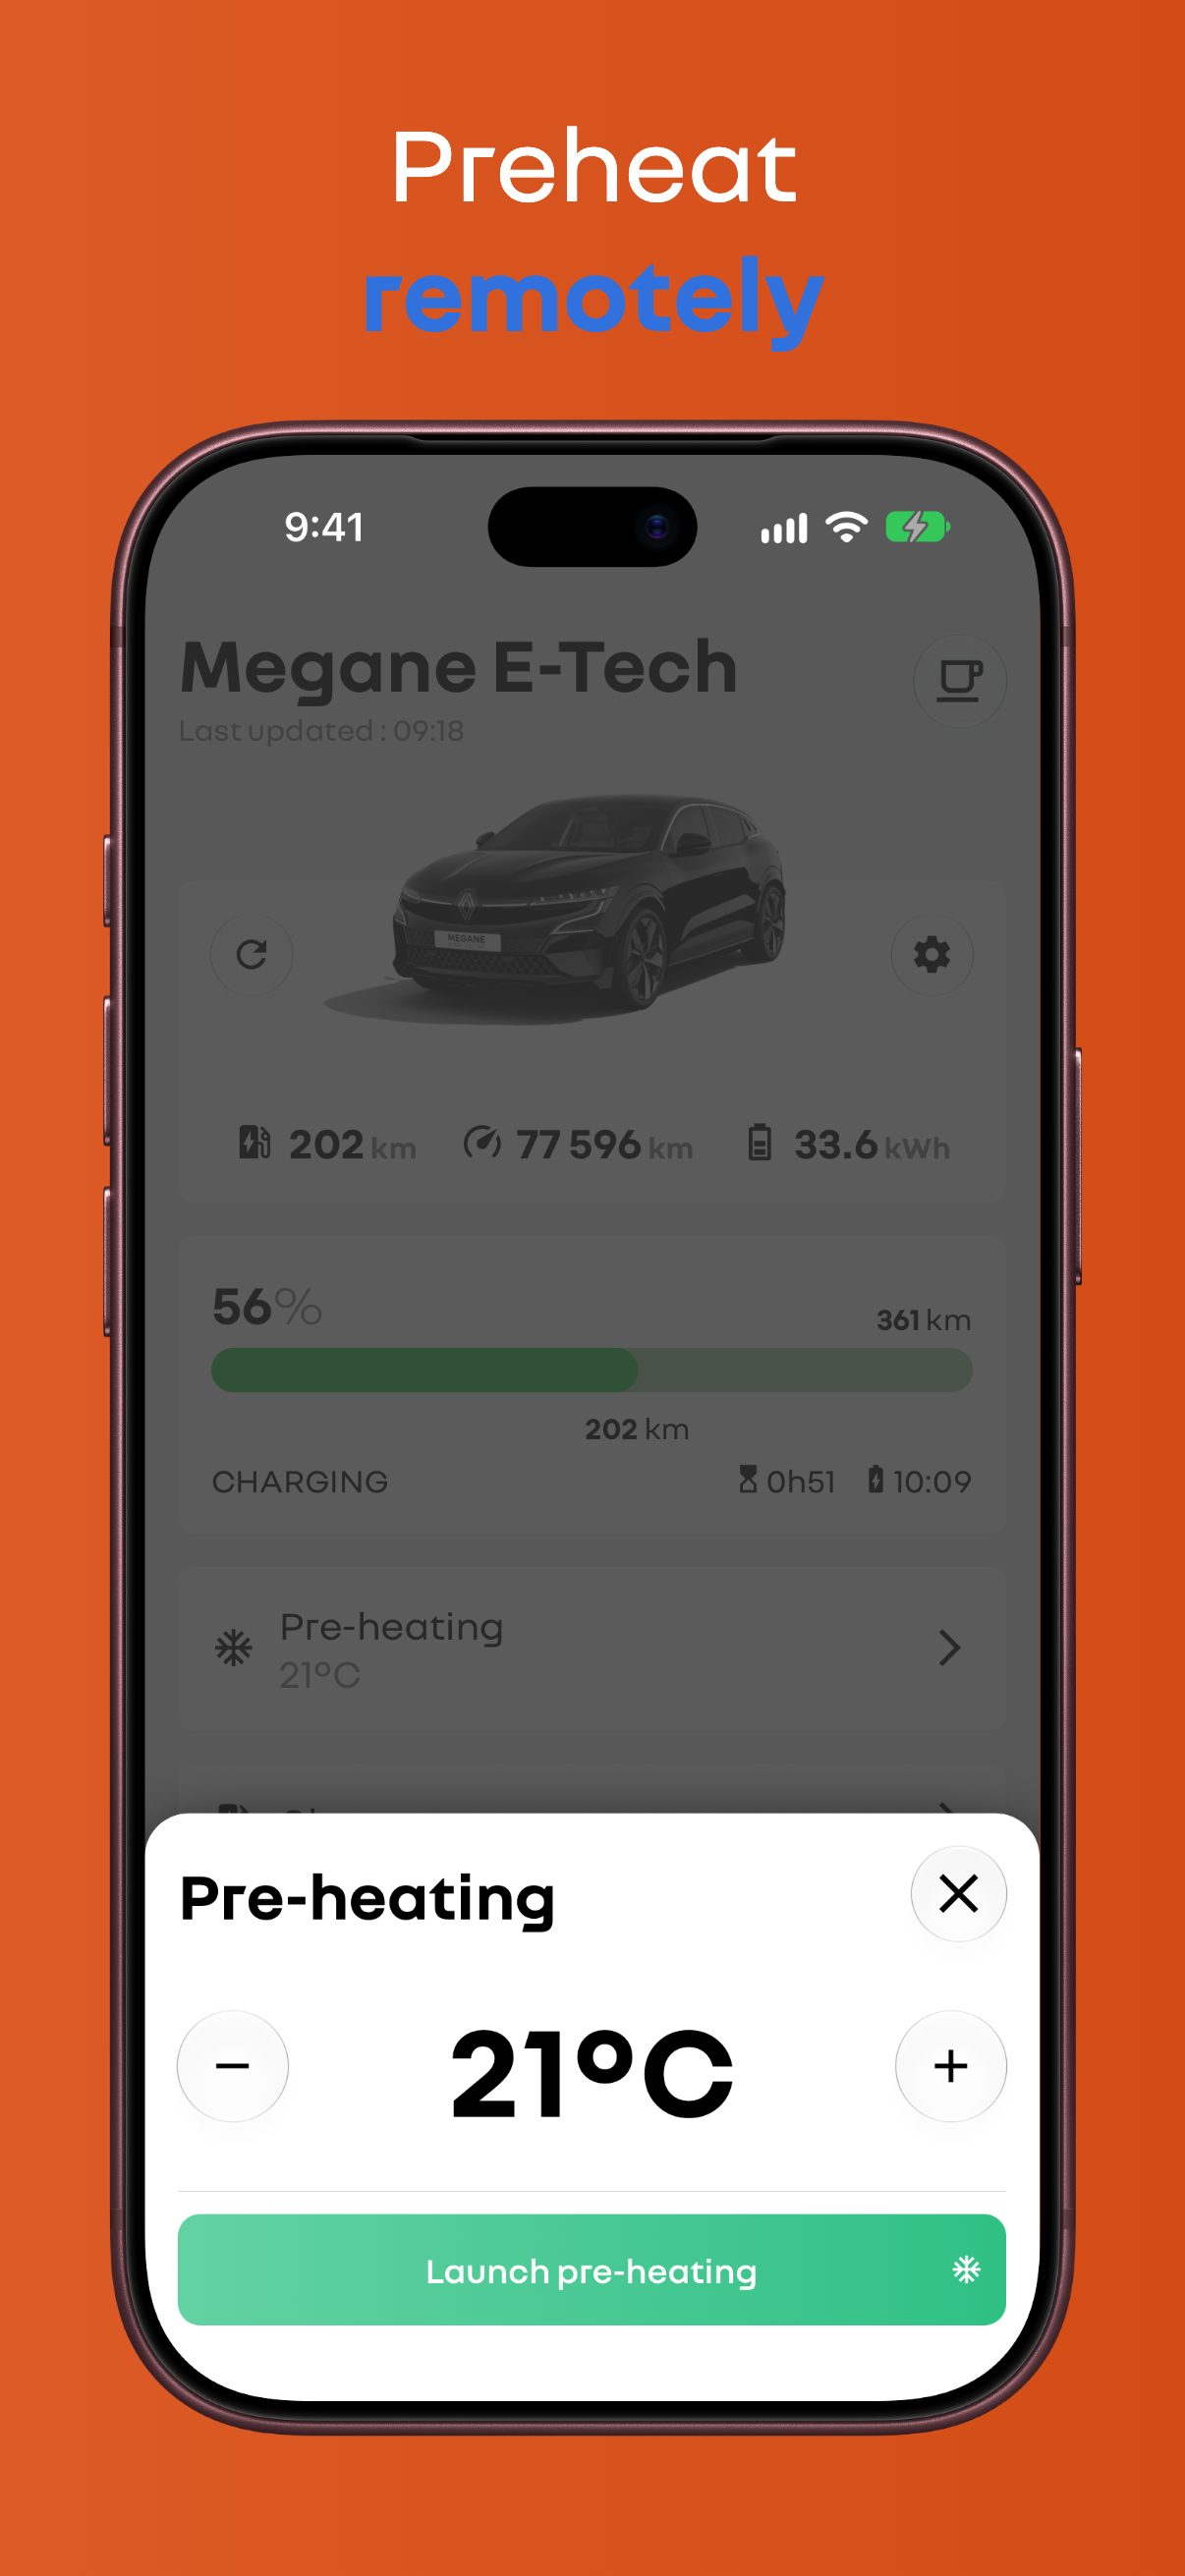 Preheat
remotely
9:41
Megane E-Tech
Last updated : 09:18
MEGANE
202 km 77 596 km 33.6 kWh
56%
361 km
202 km
CHARGING 0h51 10:09
Pre-heating
21°C
Pre-heating
21°C
Launch pre-heating